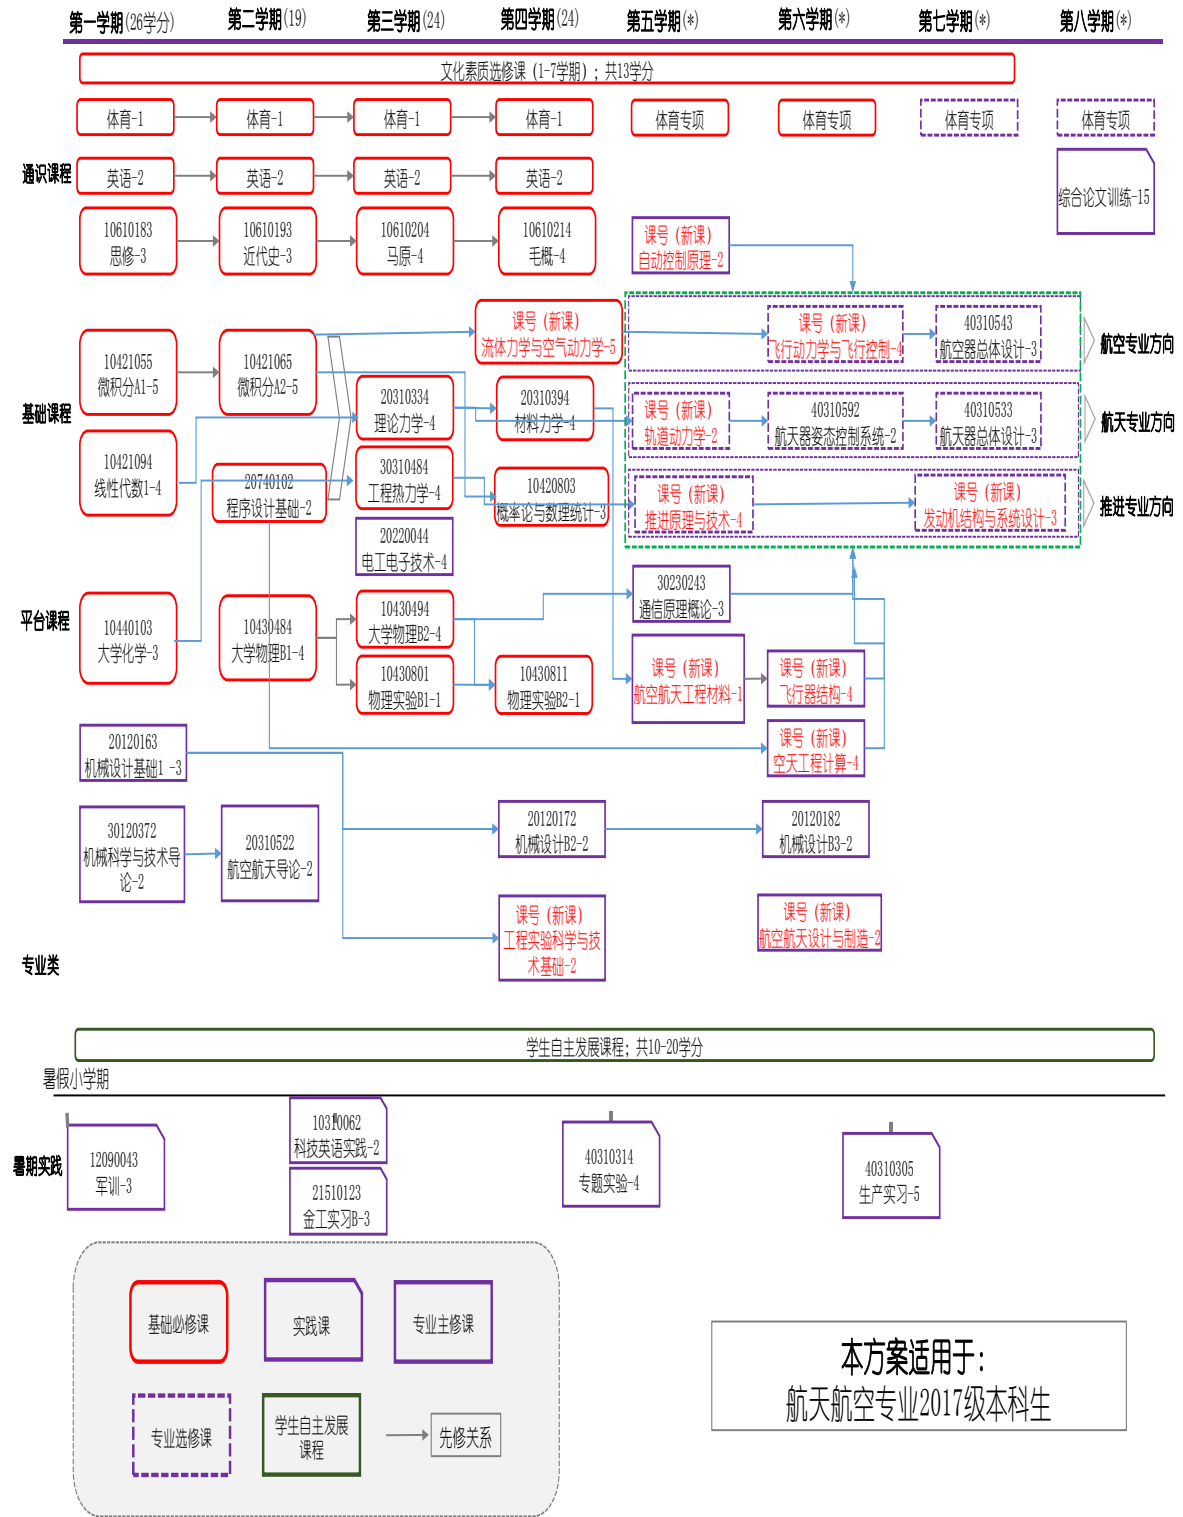 第一学期(26学分) 第二学期(19) 第三学期(24) 第四学期(24) 第五学期(*) 第六学期(*) 第七学期(*) 第八学期(*)
文化素质选修课（1-7学期）；共13学分
体育-1 体育-1 体育-1 体育-1 体育专项 体育专项 体育专项 体育专项
通识课程
英语-2 英语-2 英语-2 英语-2
综合论文训练-15
10610183 10610193 10610204 10610214
思修-3 近代史-3 马原-4 毛概-4
课号（新课）
自动控制原理-2
课号（新课）
流体力学与空气动力学-5
课号（新课）
飞行动力学与飞行控制-4
40310543
航空器总体设计-3
航空专业方向
10421055
微积分A1-5
10421065
微积分A2-5
基础课程
20310334
理论力学-4
20310394
材料力学-4
课号（新课）
轨道动力学-2
40310592
航天器姿态控制系统-2
40310533
航天器总体设计-3
航天专业方向
10421094
线性代数1-4
20740102
程序设计基础-2
30310484
工程热力学-4
10420803
概率论与数理统计-3
课号（新课）
推进原理与技术-4
课号（新课）
发动机结构与系统设计-3
推进专业方向
20220044
电工电子技术-4
平台课程
10440103
大学化学-3
10430484
大学物理B1-4
10430494
大学物理B2-4
30230243
通信原理概论-3
10430801
物理实验B1-1
10430811
物理实验B2-1
课号（新课）
航空航天工程材料-1
课号（新课）
飞行器结构-4
20120163
机械设计基础1 -3
课号（新课）
空天工程计算-4
30120372
机械科学与技术导
论-2
20310522
航空航天导论-2
20120172
机械设计B2-2
20120182
机械设计B3-2
课号（新课）
工程实验科学与技
术基础-2
课号（新课）
航空航天设计与制造-2
专业类
学生自主发展课程；共10-20学分
暑假小学期
暑期实践
12090043
军训-3
10310062
科技英语实践-2
21510123
金工实习B-3
40310314
专题实验-4
40310305
生产实习-5
基础必修课 实践课 专业主修课
专业选修课
学生自主发展
课程
先修关系
本方案适用于：
航天航空专业2017级本科生